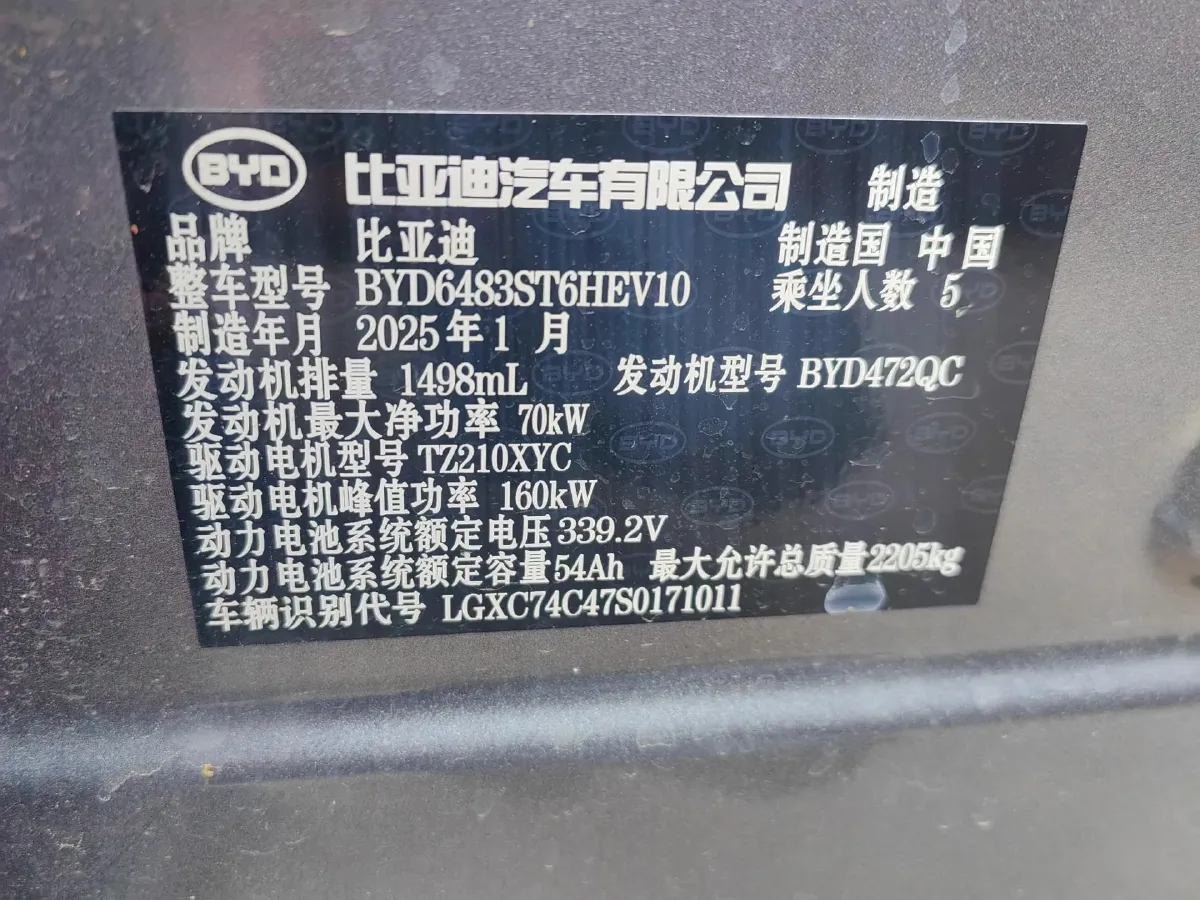 BYD 比亚迪汽车有限公司 制造
品牌 比亚迪 制造国 中国
整车型号 BYD6483ST6HEV10 乘坐人数 5
制造年月 2025年1月
发动机排量 1498mL 发动机型号 BYD472QC
发动机最大净功率 70kW
驱动电机型号 TZ210XYC
驱动电机峰值功率 160kW
动力电池系统额定电压 339.2V
动力电池系统额定容量 54Ah 最大允许总质量 2205kg
车辆识别代号 LGXC74C47S0171011